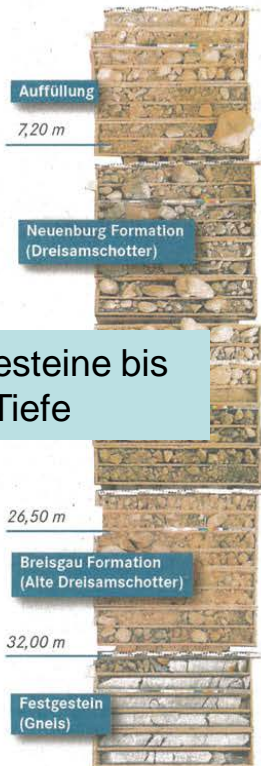 Auffüllung
7,20 m
Neuenburg Formation
(Dreisamschotter)
esteine bis
Tiefe
26,50 m
Breisgau Formation
(Alte Dreisamschotter)
32,00 m
Festgestein
(Gneis)